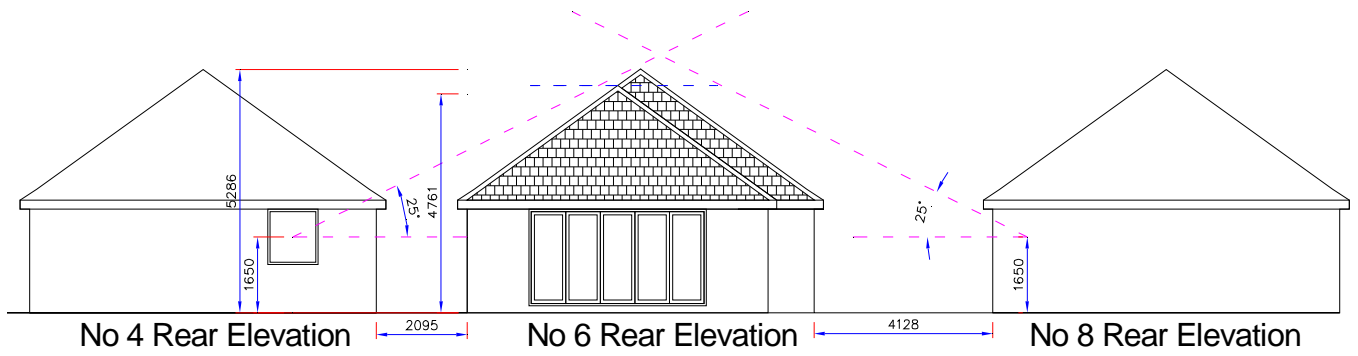 5286
4761
25°
25°
1650
1650
2095
4128
No 4 Rear Elevation
No 6 Rear Elevation
No 8 Rear Elevation